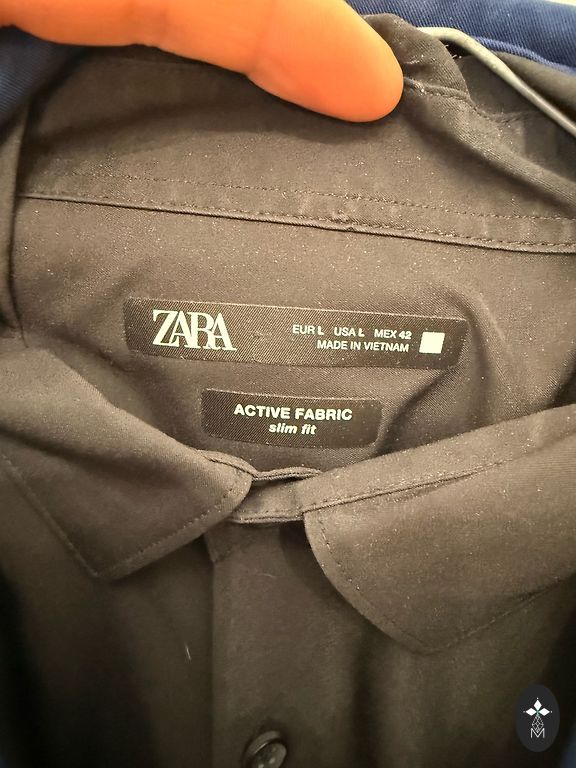 ZARA
EUR L USA L MEX 42
MADE IN VIETNAM
ACTIVE FABRIC
slim fit
M